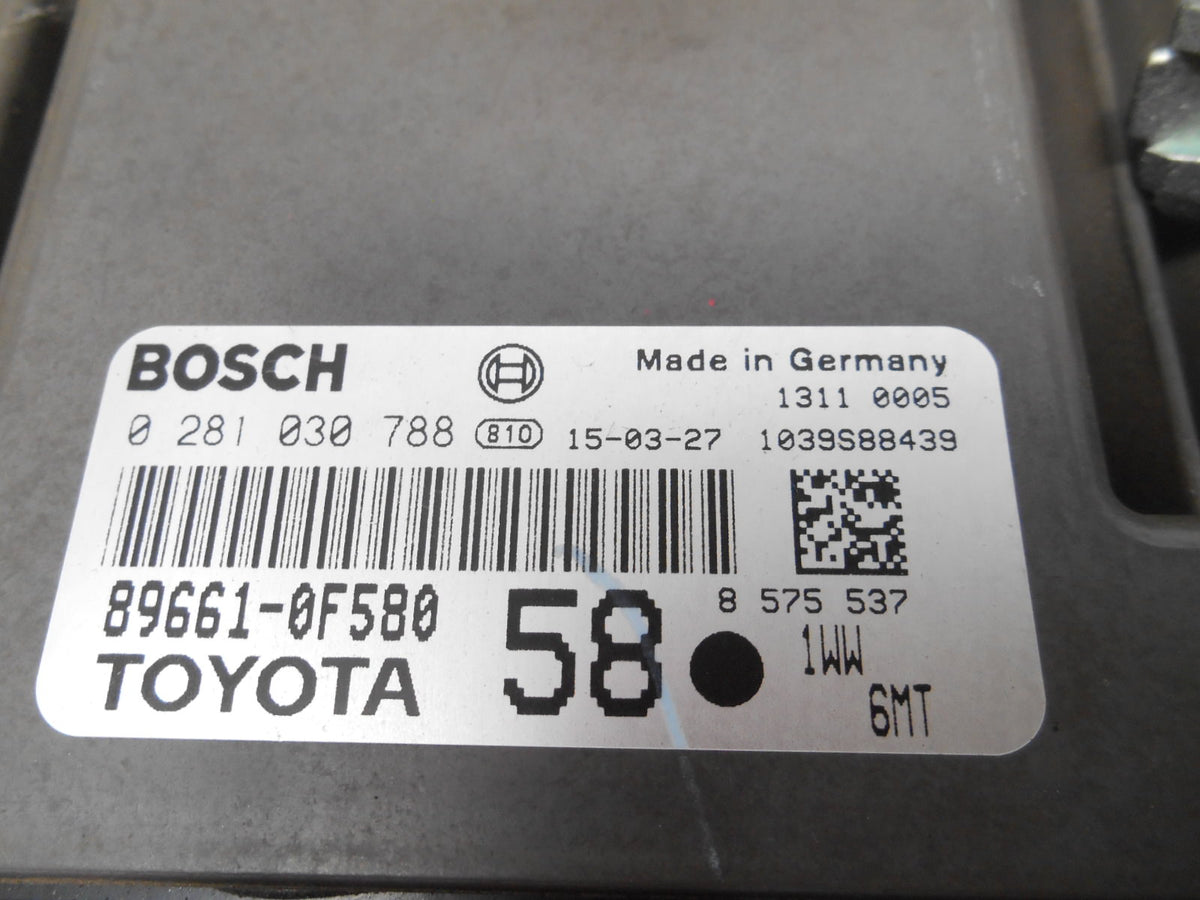 BOSCH
Made in Germany
1311 0005
0 281 030 788 810 15-03-27 1039S88439
89661-0F580
58
8 575 537
TOYOTA
1WW
6MT